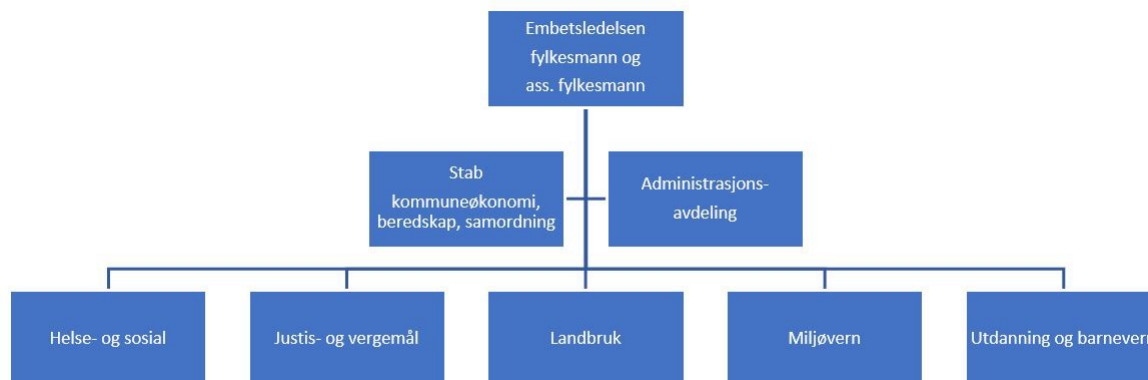 Embetsledelsen
fylkesmann og
ass. fylkesmann
Stab
kommuneøkonomi,
beredskap, samordning
Administrasjons-
avdeling
Helse- og sosial
Justis- og vergemål
Landbruk
Miljøvern
Utdanning og barnevern